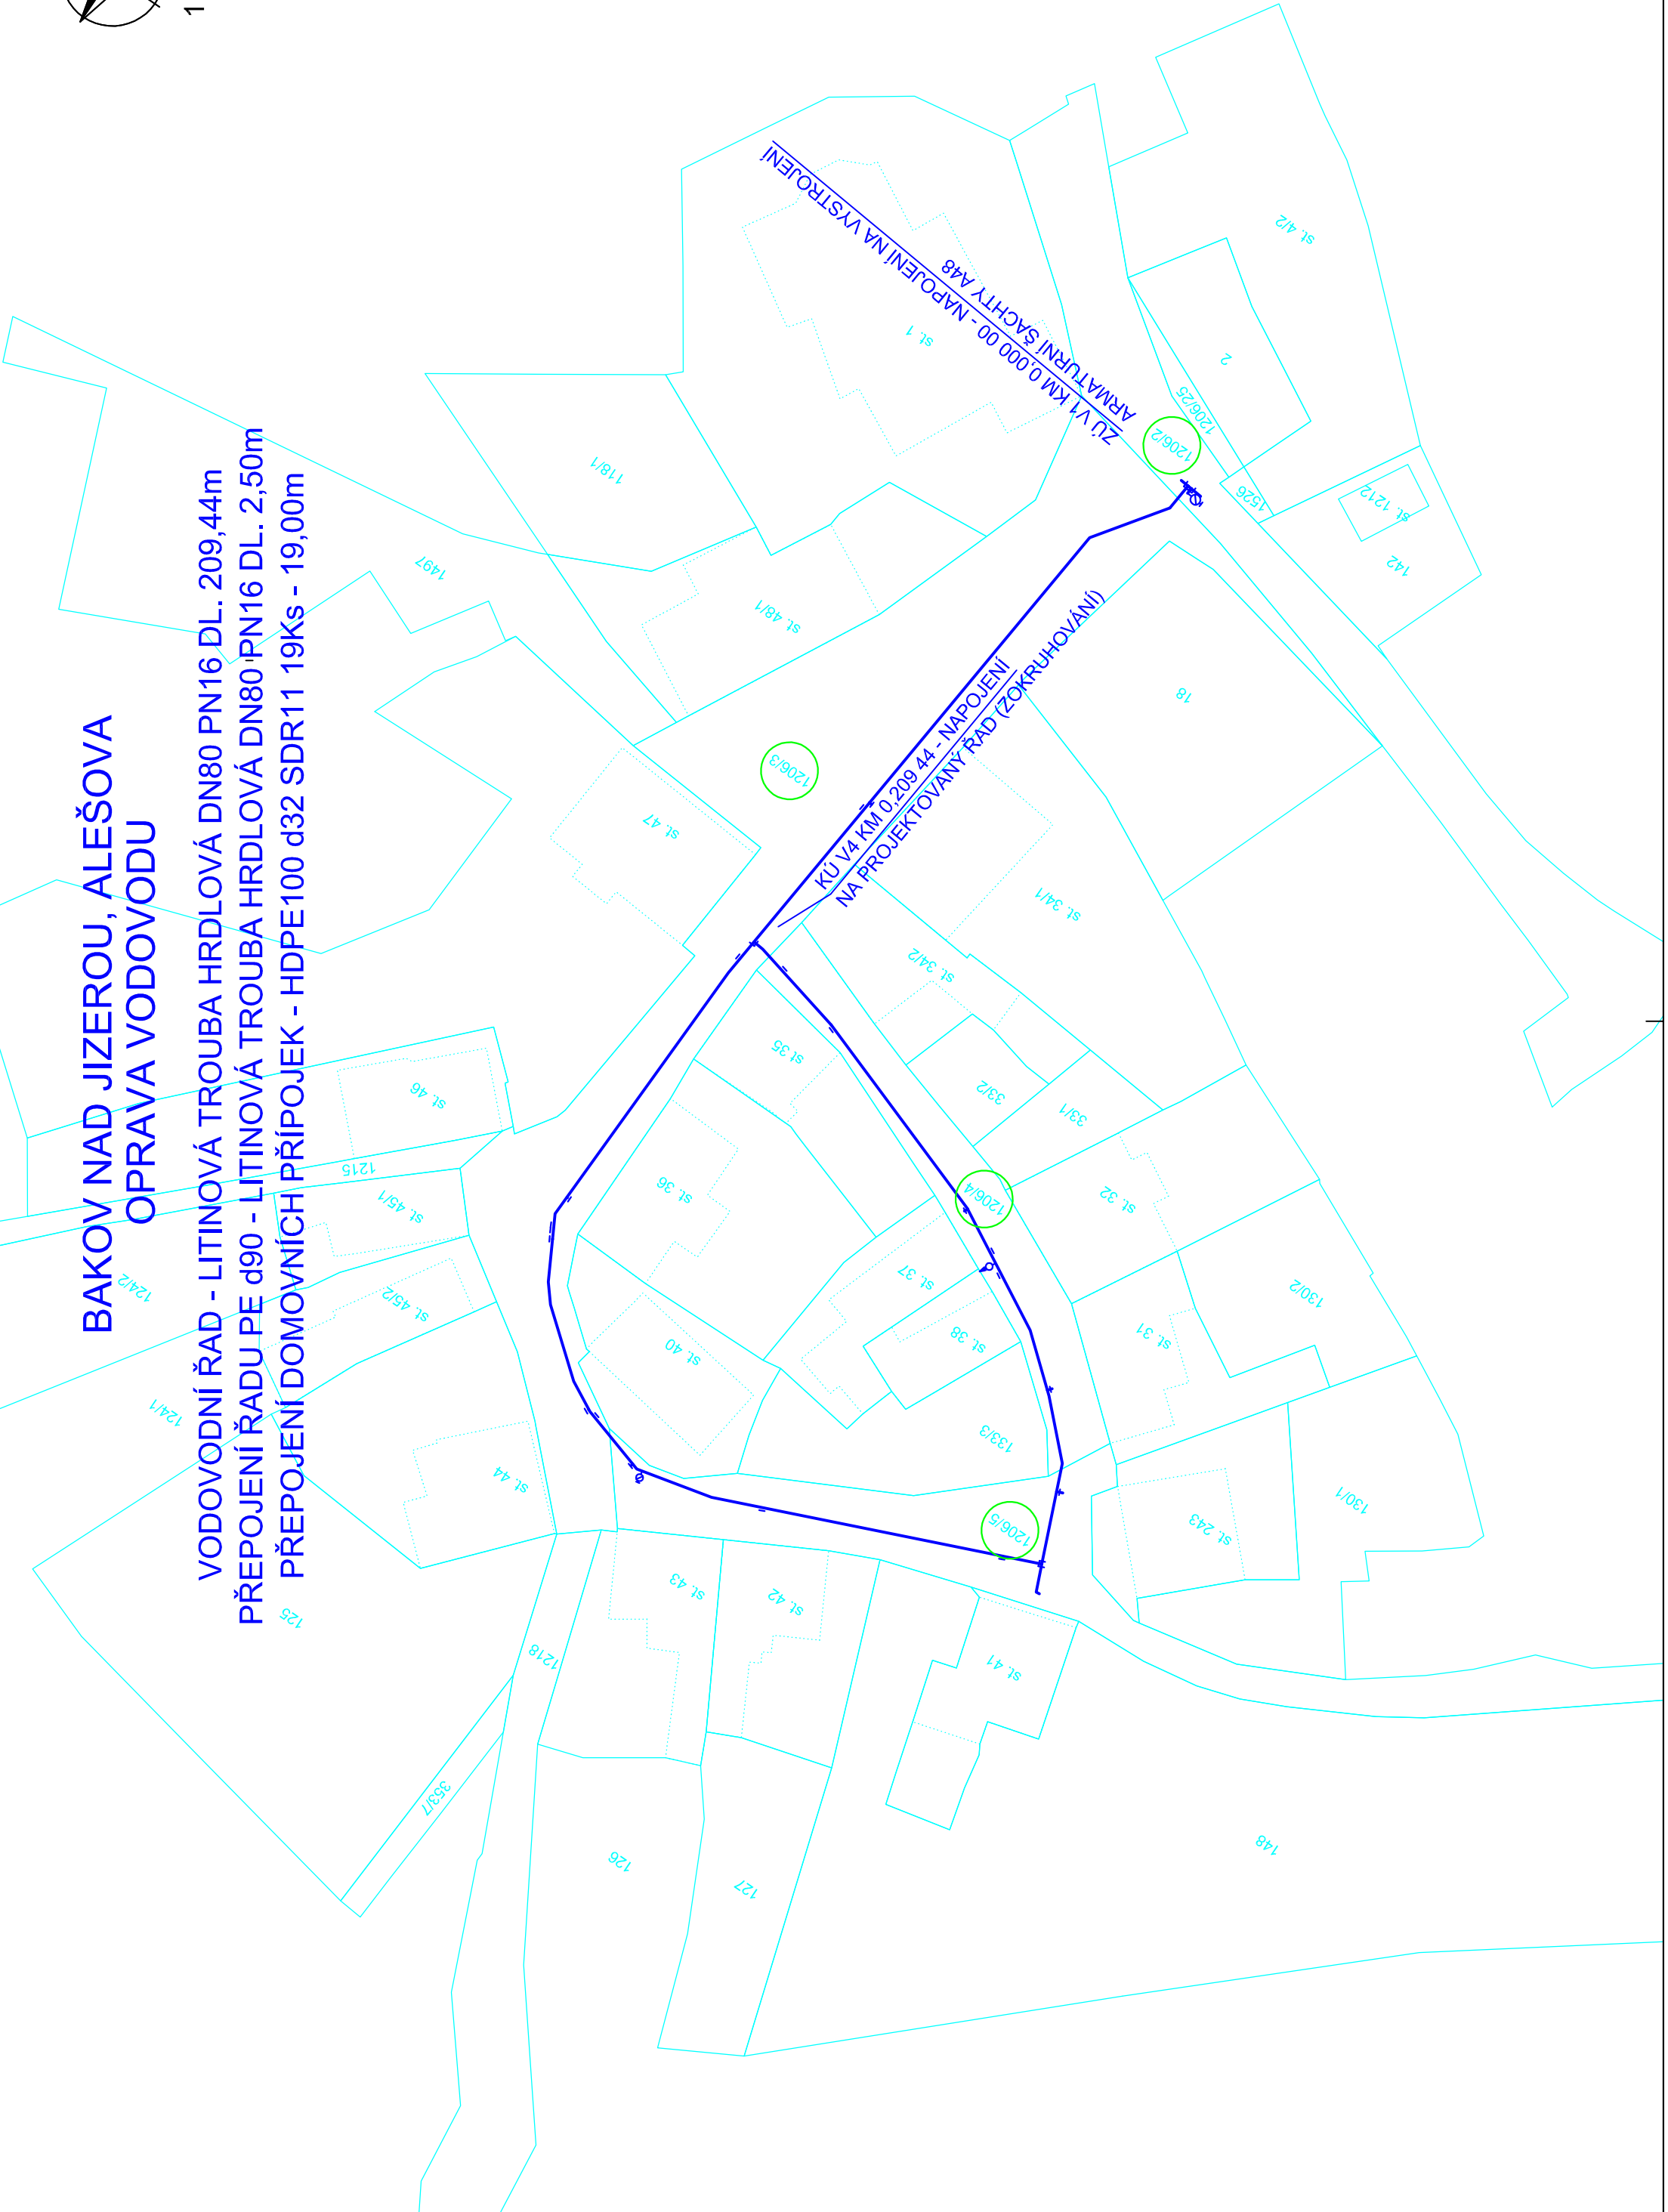 BAKOV NAD JIZEROU, ALEŠOVA
OPRAVA VODOVODU
VODOVODNÍ ŘAD - LITINOVÁ TROUBA HRDLOVÁ DN80 PN16 DL. 209,44m
PŘEPOJENÍ ŘADU PE d90 - LITINOVÁ TROUBA HRDLOVÁ DN80 PN16 DL. 2,50m
PŘEPOJENÍ DOMOVNÍCH PŘÍPOJEK - HDPE100 d32 SDR11 19Ks - 19,00m
1
ZÚ V1 KM 0,000 00 - NAPOJENÍ NA VYSTROJENÍ
ARMATURNÍ ŠACHTY A48
KÚ V4 KM 0,209 44 - NAPOJENÍ
NA PROJEKTOVANÝ ŘAD (ZOKRUHOVÁNÍ)
st. 4/2
st. 1
2
1206/25
1206/2
1526
st. 1212
142
118/1
1497
st. 48/1
18
1206/3
st. 47
st. 34/1
st. 34/2
st 35
33/2
33/1
st. 46
1215
st. 45/1
st. 36
1206/4
st. 32
124/2
st. 45/2
st. 37
130/2
st. 38
st. 31
st. 40
124/1
133/3
st. 44
130/1
1206/5
st. 243
st. 43
st. 42
125
1218
st. 41
353/7
148
126
127